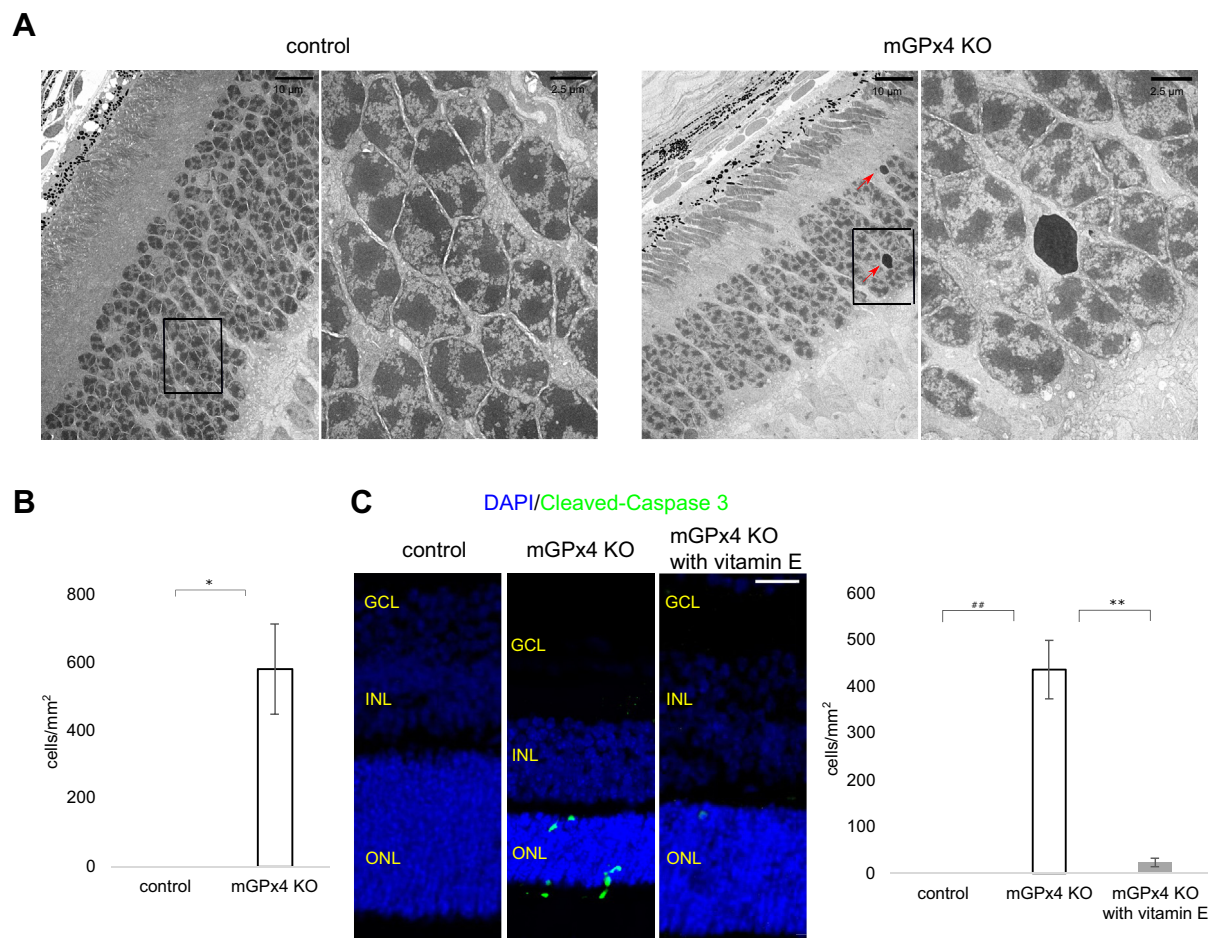 A
control
mGPx4 KO
10 μm
2.5 μm
10 μm
2.5 μm
B
800
600
400
200
0
cells/mm²
*
control
mGPx4 KO
C
DAPI/Cleaved-Caspase 3
control
mGPx4 KO
mGPx4 KO
with vitamin E
GCL
INL
ONL
GCL
INL
ONL
GCL
INL
ONL
600
500
400
300
200
100
0
cells/mm²
##
**
control
mGPx4 KO
mGPx4 KO
with vitamin E